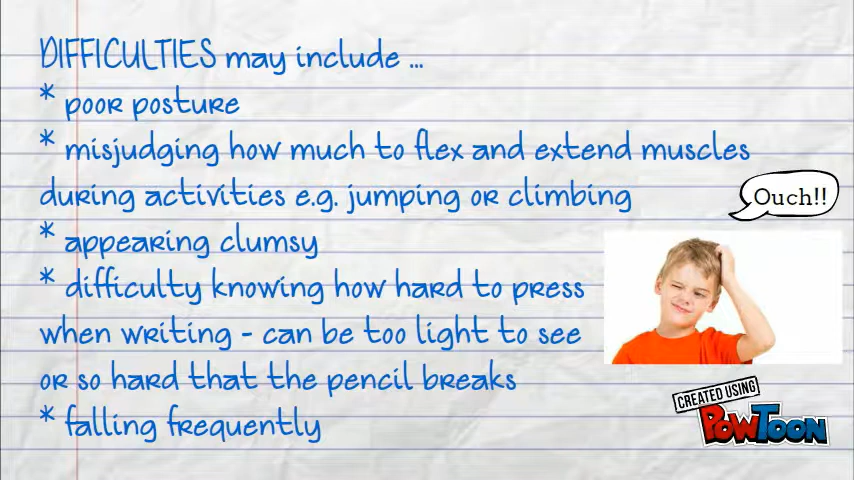 DIFFICULTIES may include ...
* poor posture
* misjudging how much to flex and extend muscles
during activities e.g. jumping or climbing
Ouch!!
* appearing clumsy
* difficulty knowing how hard to press
when writing - can be too light to see
or so hard that the pencil breaks
* falling frequently
CREATED USING
POWTOON